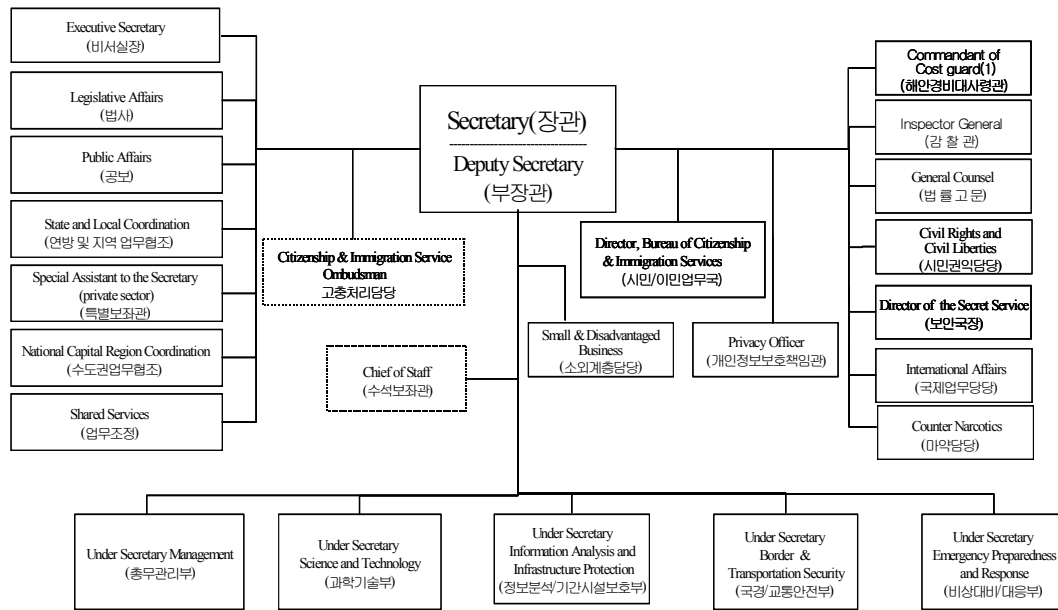 Executive Secretary
(비서실장)
Legislative Affairs
(법사)
Public Affairs
(공보)
State and Local Coordination
(연방 및 지역 업무협조)
Special Assistant to the Secretary
(private sector)
(특별보좌관)
National Capital Region Coordination
(수도권업무협조)
Shared Services
(업무조정)
Secretary(장관)
Deputy Secretary
(부장관)
Citizenship & Immigration Service
Ombudsman
고충처리담당
Chief of Staff
(수석보좌관)
Director, Bureau of Citizenship
& Immigration Services
(시민/이민업무국)
Small & Disadvantaged
Business
(소외계층담당)
Privacy Officer
(개인정보보호책임관)
Commandant of
Cost guard(1)
(해안경비대사령관)
Inspector General
(감 찰 관)
General Counsel
(법 률 고 문)
Civil Rights and
Civil Liberties
(시민권익담당)
Director of the Secret Service
(보안국장)
International Affairs
(국제업무당당)
Counter Narcotics
(마약담당)
Under Secretary Management
(총무관리부)
Under Secretary
Science and Technology
(과학기술부)
Under Secretary
Information Analysis and
Infrastructure Protection
(정보분석/기간시설보호부)
Under Secretary
Border &
Transportation Security
(국경/교통안전부)
Under Secretary
Emergency Preparedness
and Response
(비상대비/대응부)